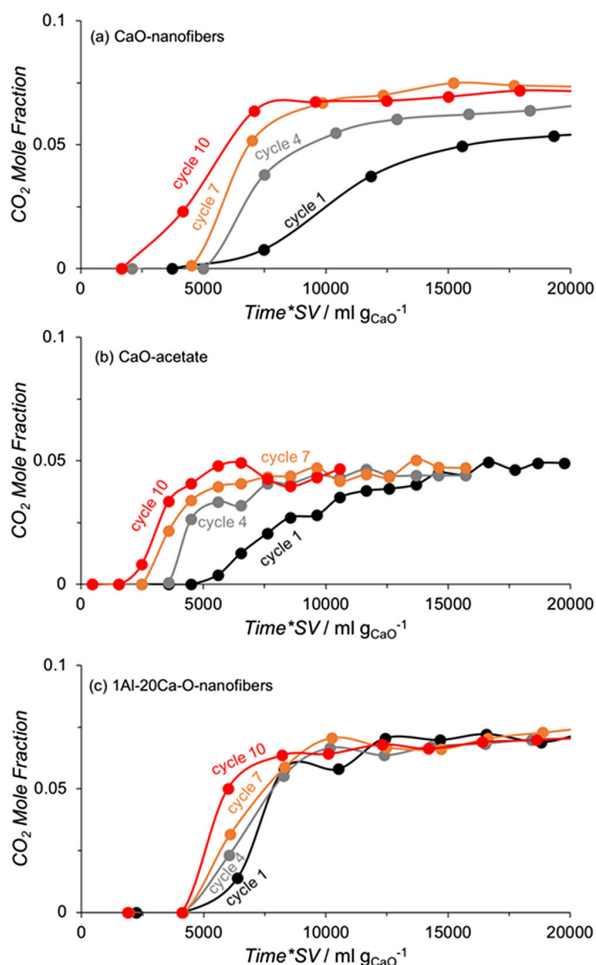 (a) CaO-nanofibers
0.1
0.05
0
CO₂ Mole Fraction
cycle 10
cycle 7
cycle 4
cycle 1
0 5000 10000 15000 20000
Time*SV / ml gCaO⁻¹
(b) CaO-acetate
0.1
0.05
0
CO₂ Mole Fraction
cycle 10
cycle 7
cycle 4
cycle 1
0 5000 10000 15000 20000
Time*SV / ml gCaO⁻¹
(c) 1Al-20Ca-O-nanofibers
0.1
0.05
0
CO₂ Mole Fraction
cycle 10
cycle 7
cycle 4
cycle 1
0 5000 10000 15000 20000
Time*SV / ml gCaO⁻¹